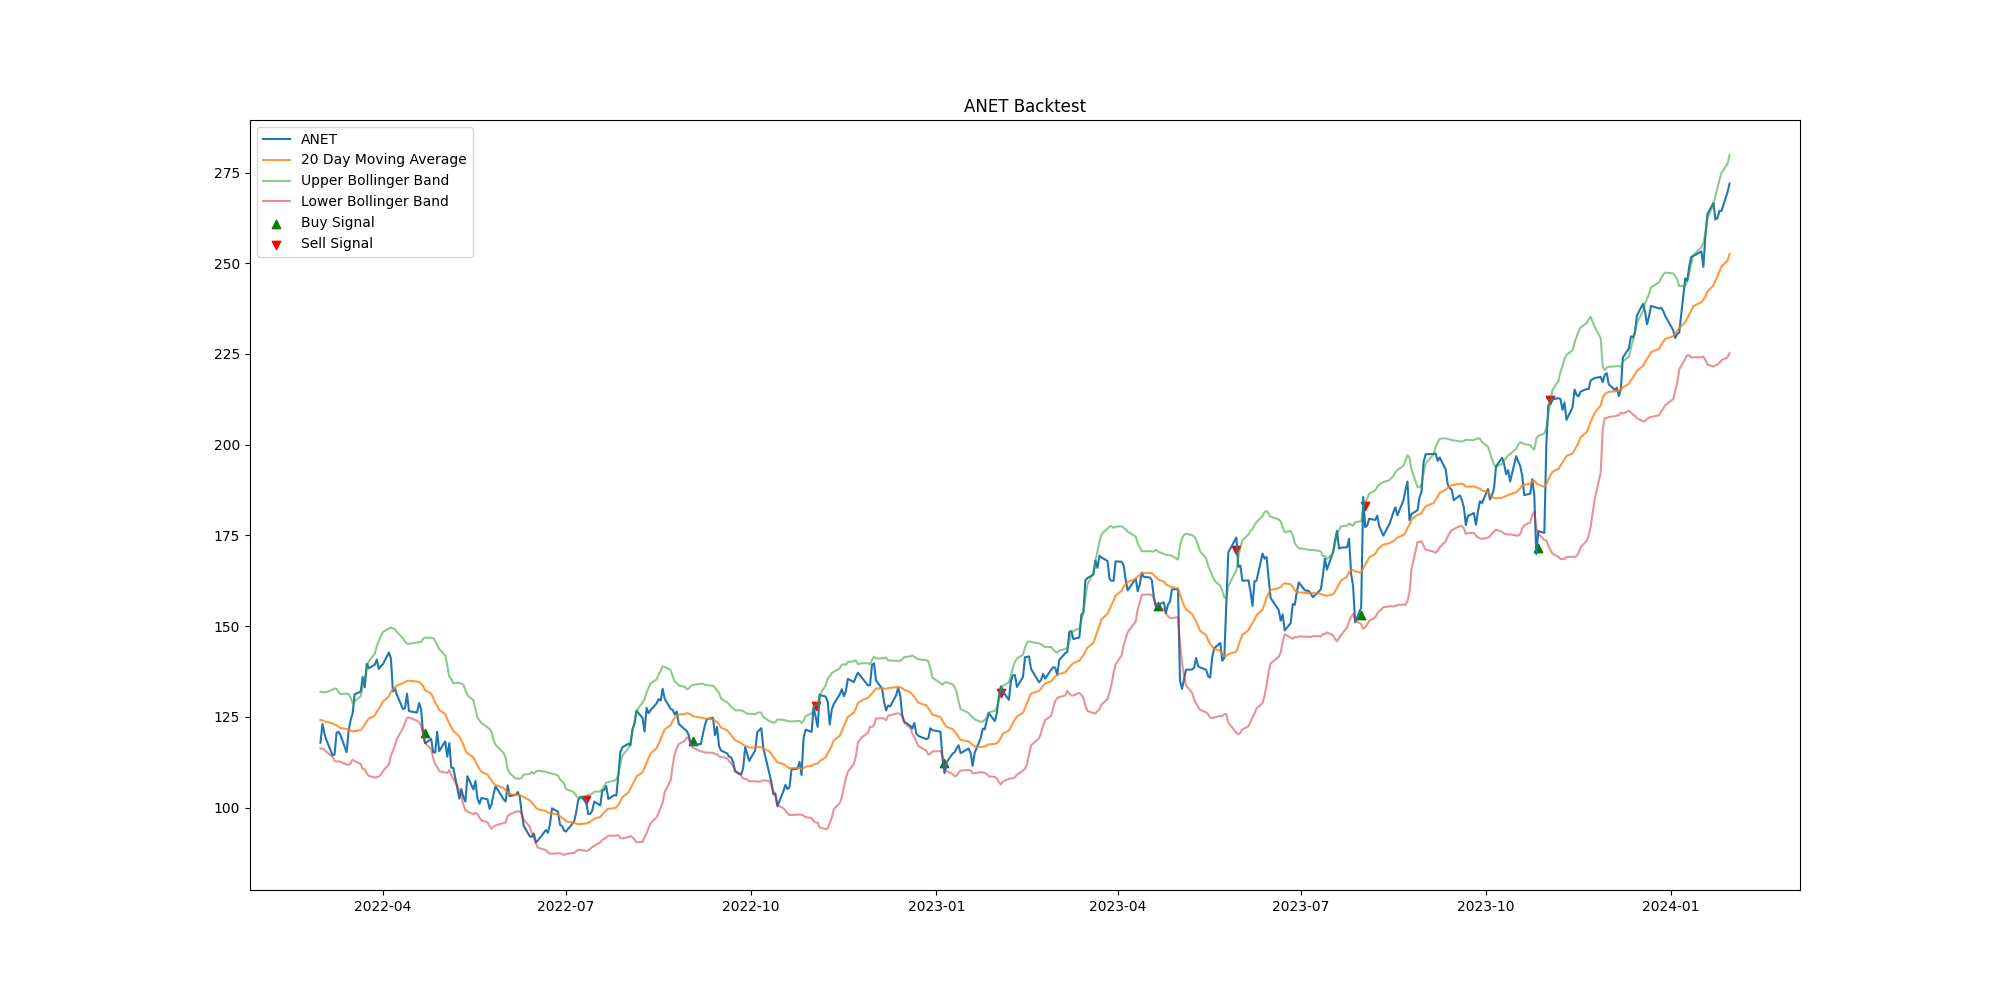 ANET Backtest
ANET
20 Day Moving Average
Upper Bollinger Band
Lower Bollinger Band
Buy Signal
Sell Signal
275
250
225
200
175
150
125
100
2022-04
2022-07
2022-10
2023-01
2023-04
2023-07
2023-10
2024-01